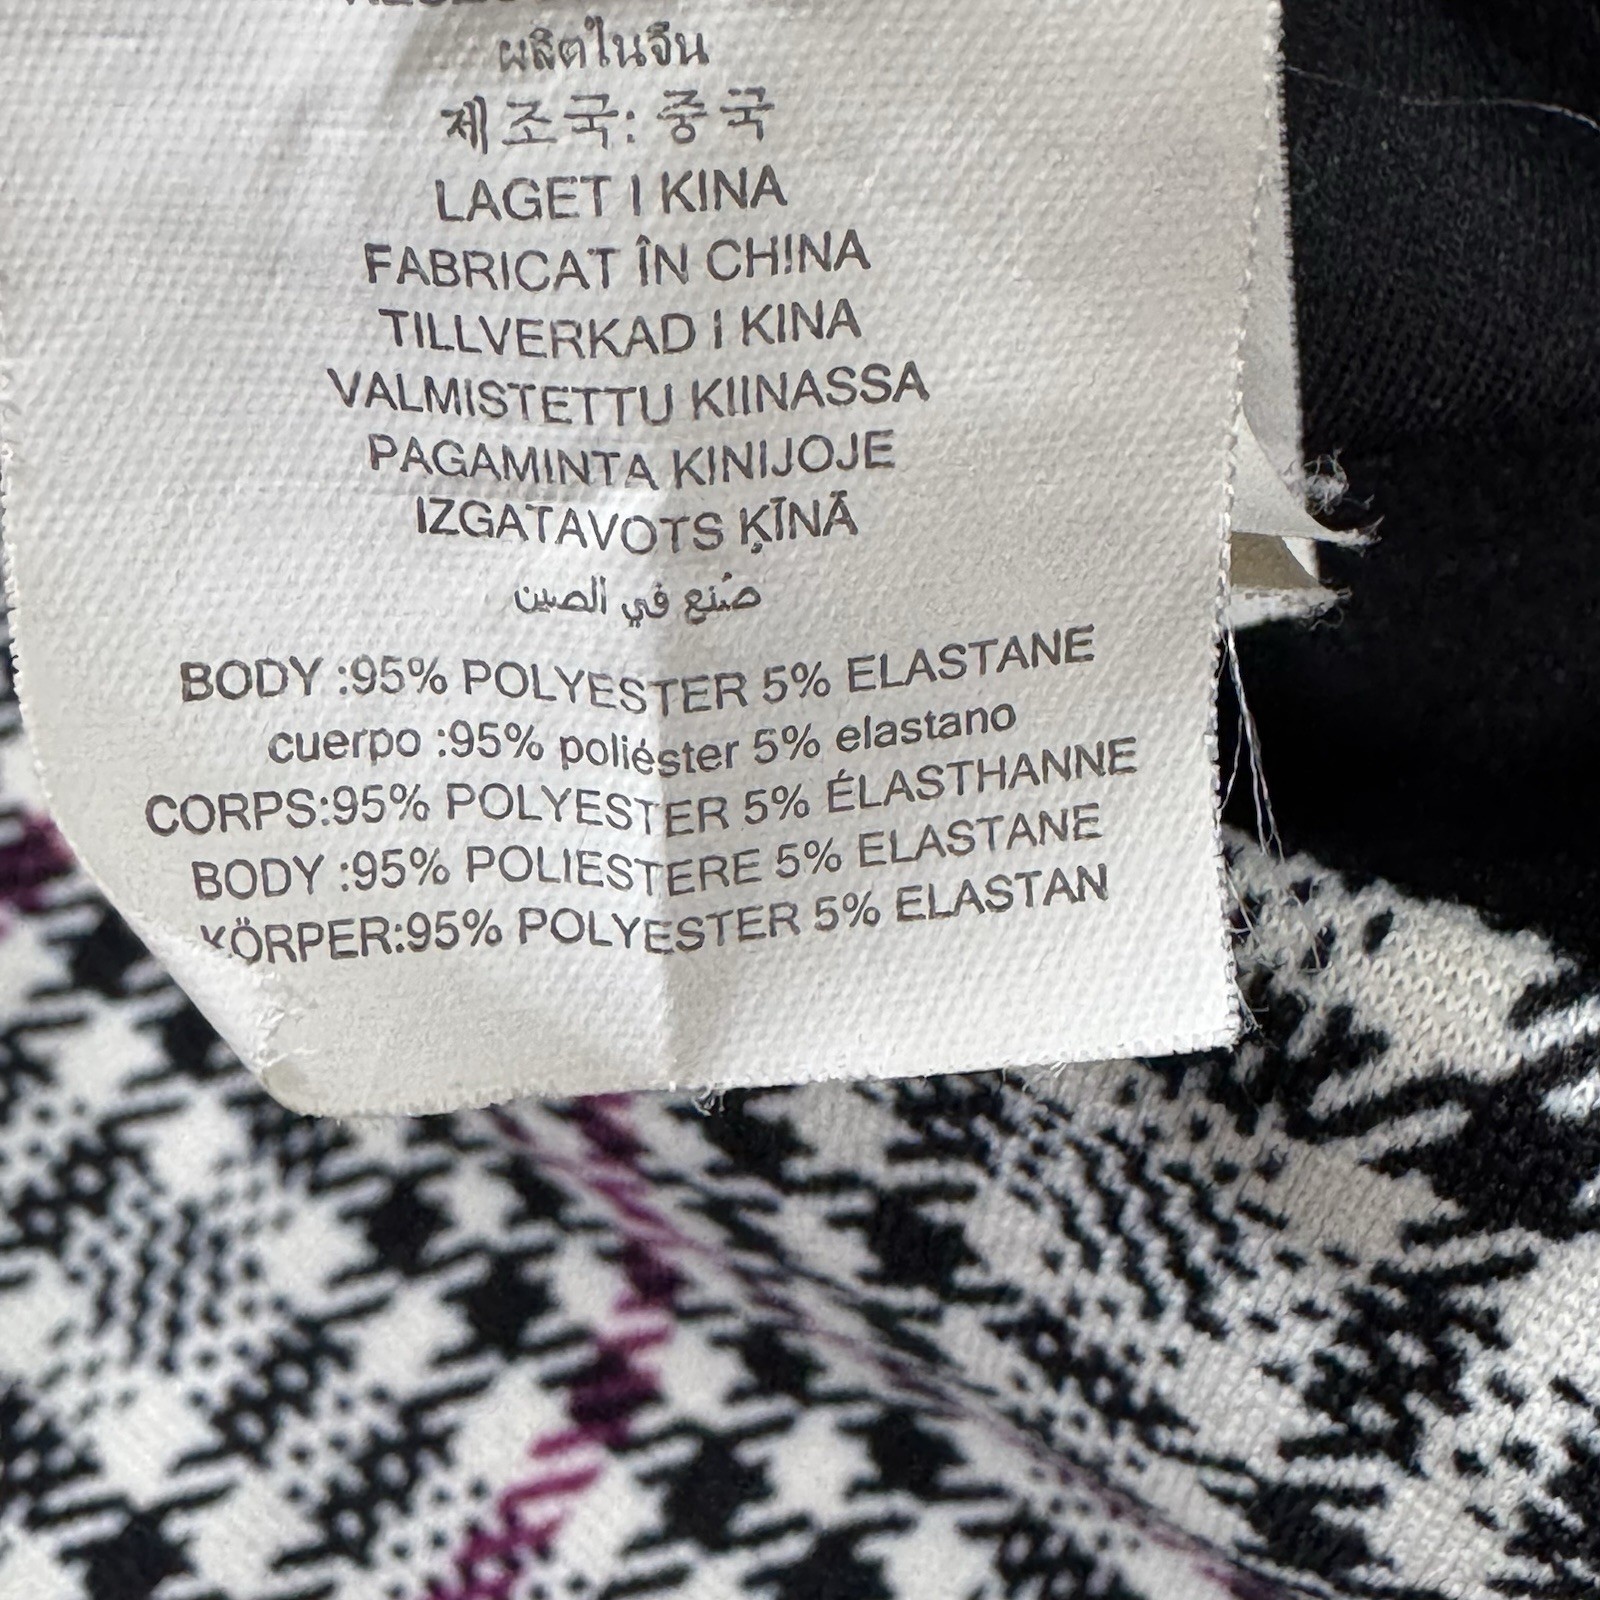 ผลิตในจีน
제조국: 중국
LAGET I KINA
FABRICAT ÎN CHINA
TILLVERKAD I KINA
VALMISTETTU KIINASSA
PAGAMINTA KINIJOJE
IZGATAVOTS ĶĪNĀ
صُنع في الصين
BODY :95% POLYESTER 5% ELASTANE
cuerpo :95% poliéster 5% elastano
CORPS:95% POLYESTER 5% ÉLASTHANNE
BODY :95% POLIESTERE 5% ELASTANE
KÖRPER:95% POLYESTER 5% ELASTAN